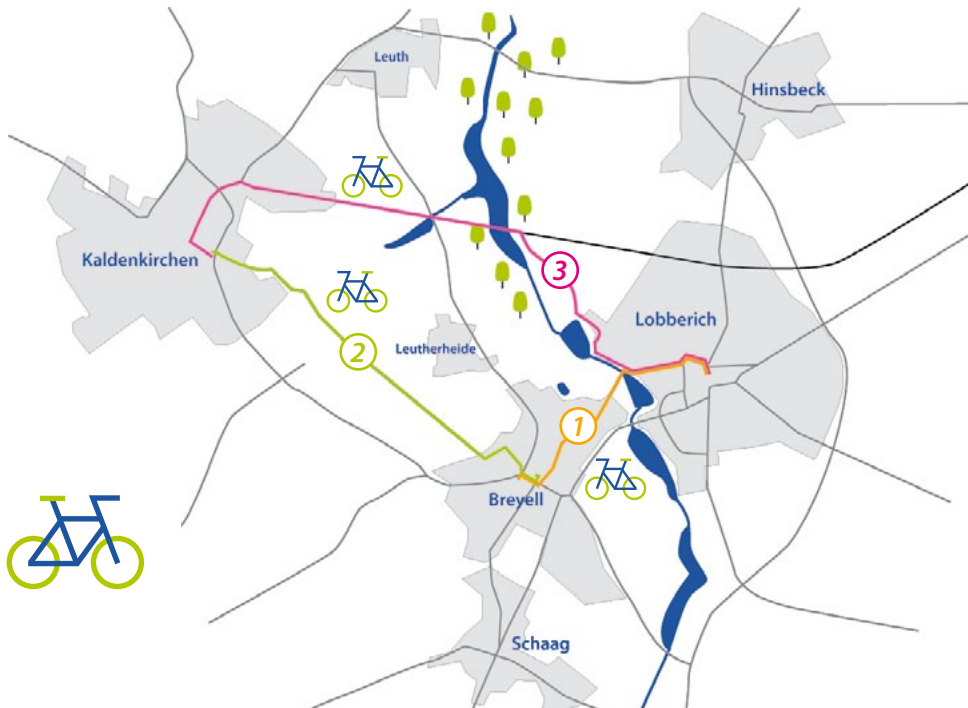 Leuth
Hinsbeck
Kaldenkirchen
3
Lobberich
2
Leutherheide
1
Breyell
Schaag